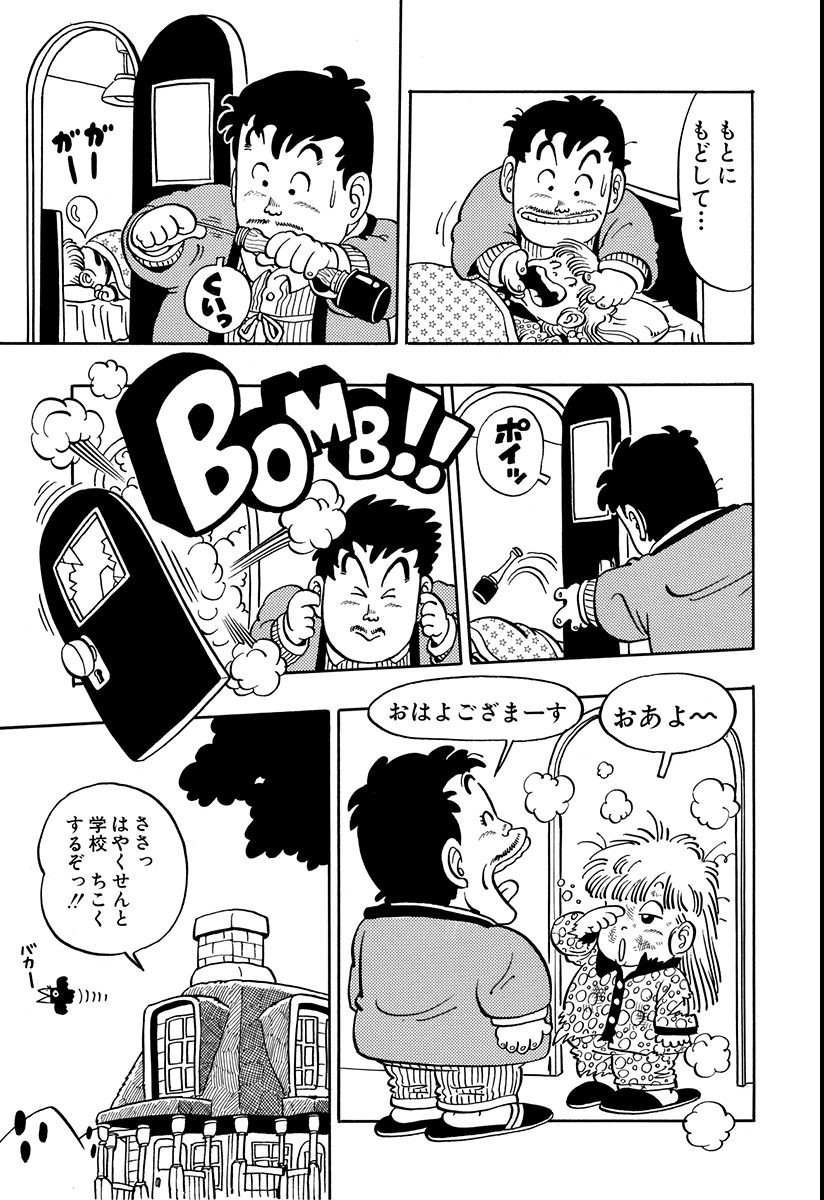 もとに
もどして…
ガーガー
くいっ
ポイッ
BOMB!!
おあよ〜〜
おはよござまーす
ささっ
はやくせんと
学校 ちこく
するぞっ!!
バカー